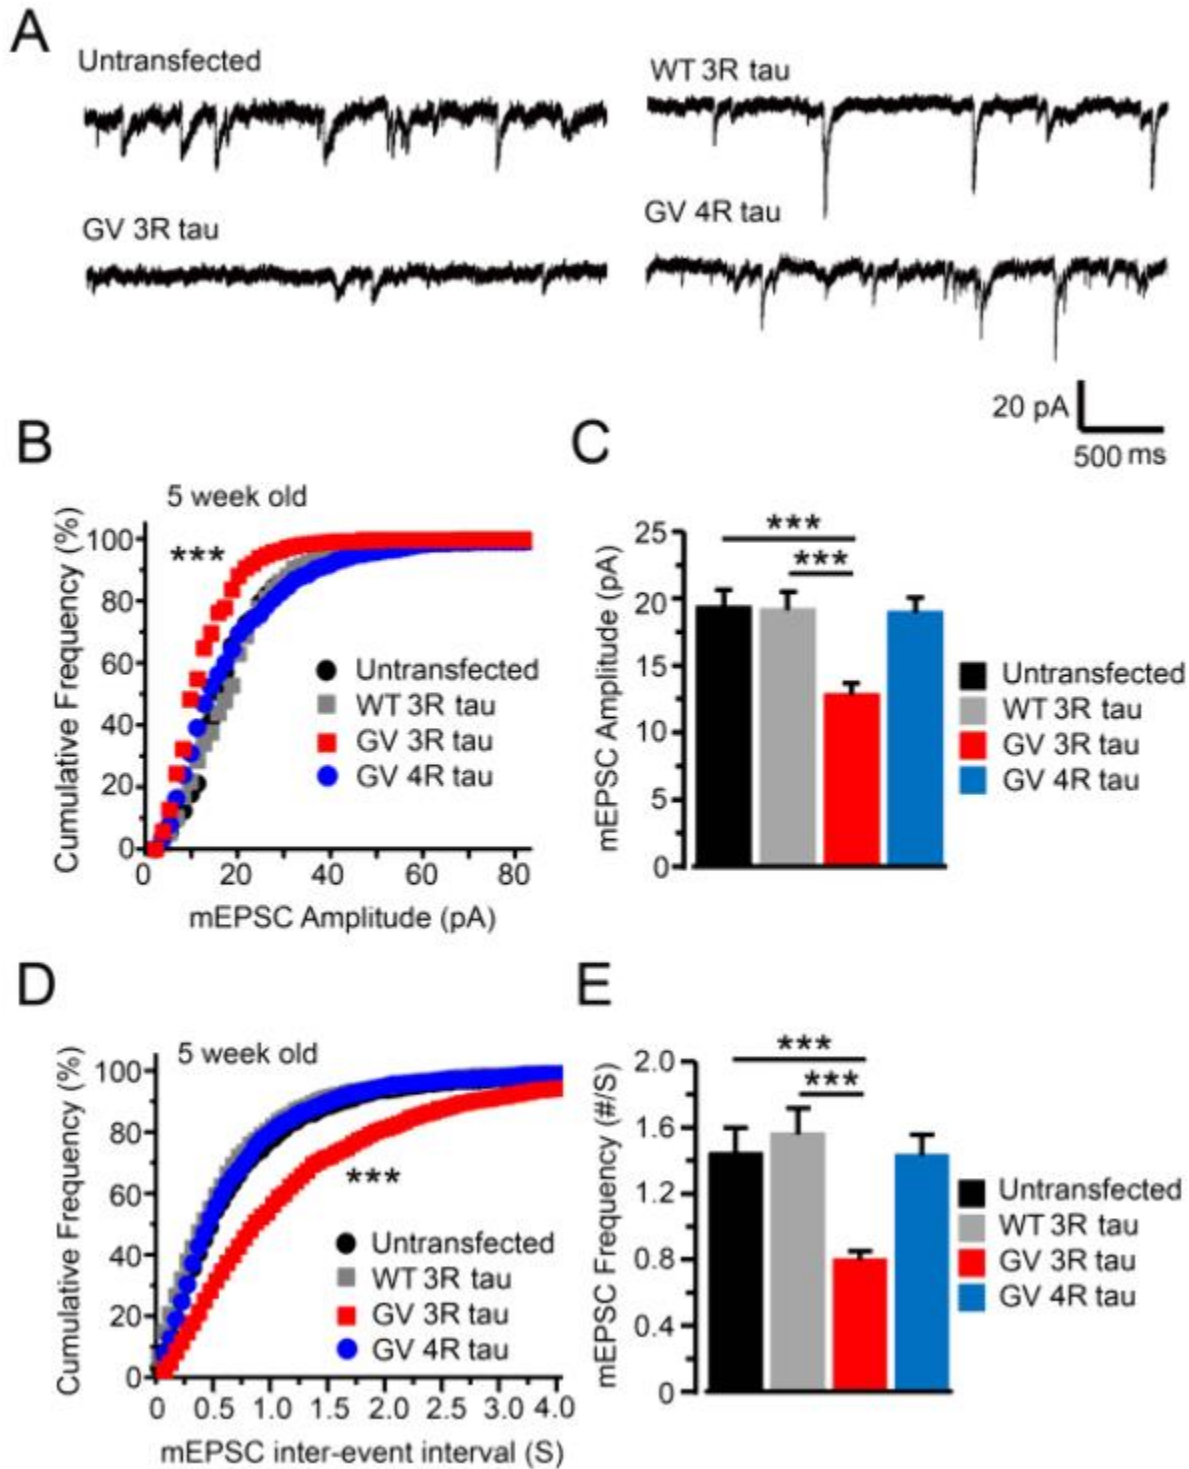 A
Untransfected
WT 3R tau
GV 3R tau
GV 4R tau
20 pA
500 ms
B
5 week old
***
Cumulative Frequency (%)
100
80
60
40
20
0
0 20 40 60 80
mEPSC Amplitude (pA)
Untransfected
WT 3R tau
GV 3R tau
GV 4R tau
C
***
***
mEPSC Amplitude (pA)
25
20
15
10
5
0
Untransfected
WT 3R tau
GV 3R tau
GV 4R tau
D
5 week old
Cumulative Frequency (%)
100
80
60
40
20
0
***
Untransfected
WT 3R tau
GV 3R tau
GV 4R tau
0 0.5 1.0 1.5 2.0 2.5 3.0 4.0
mEPSC inter-event interval (S)
E
***
***
mEPSC Frequency (#/S)
2.0
1.6
1.2
0.8
0.4
0
Untransfected
WT 3R tau
GV 3R tau
GV 4R tau